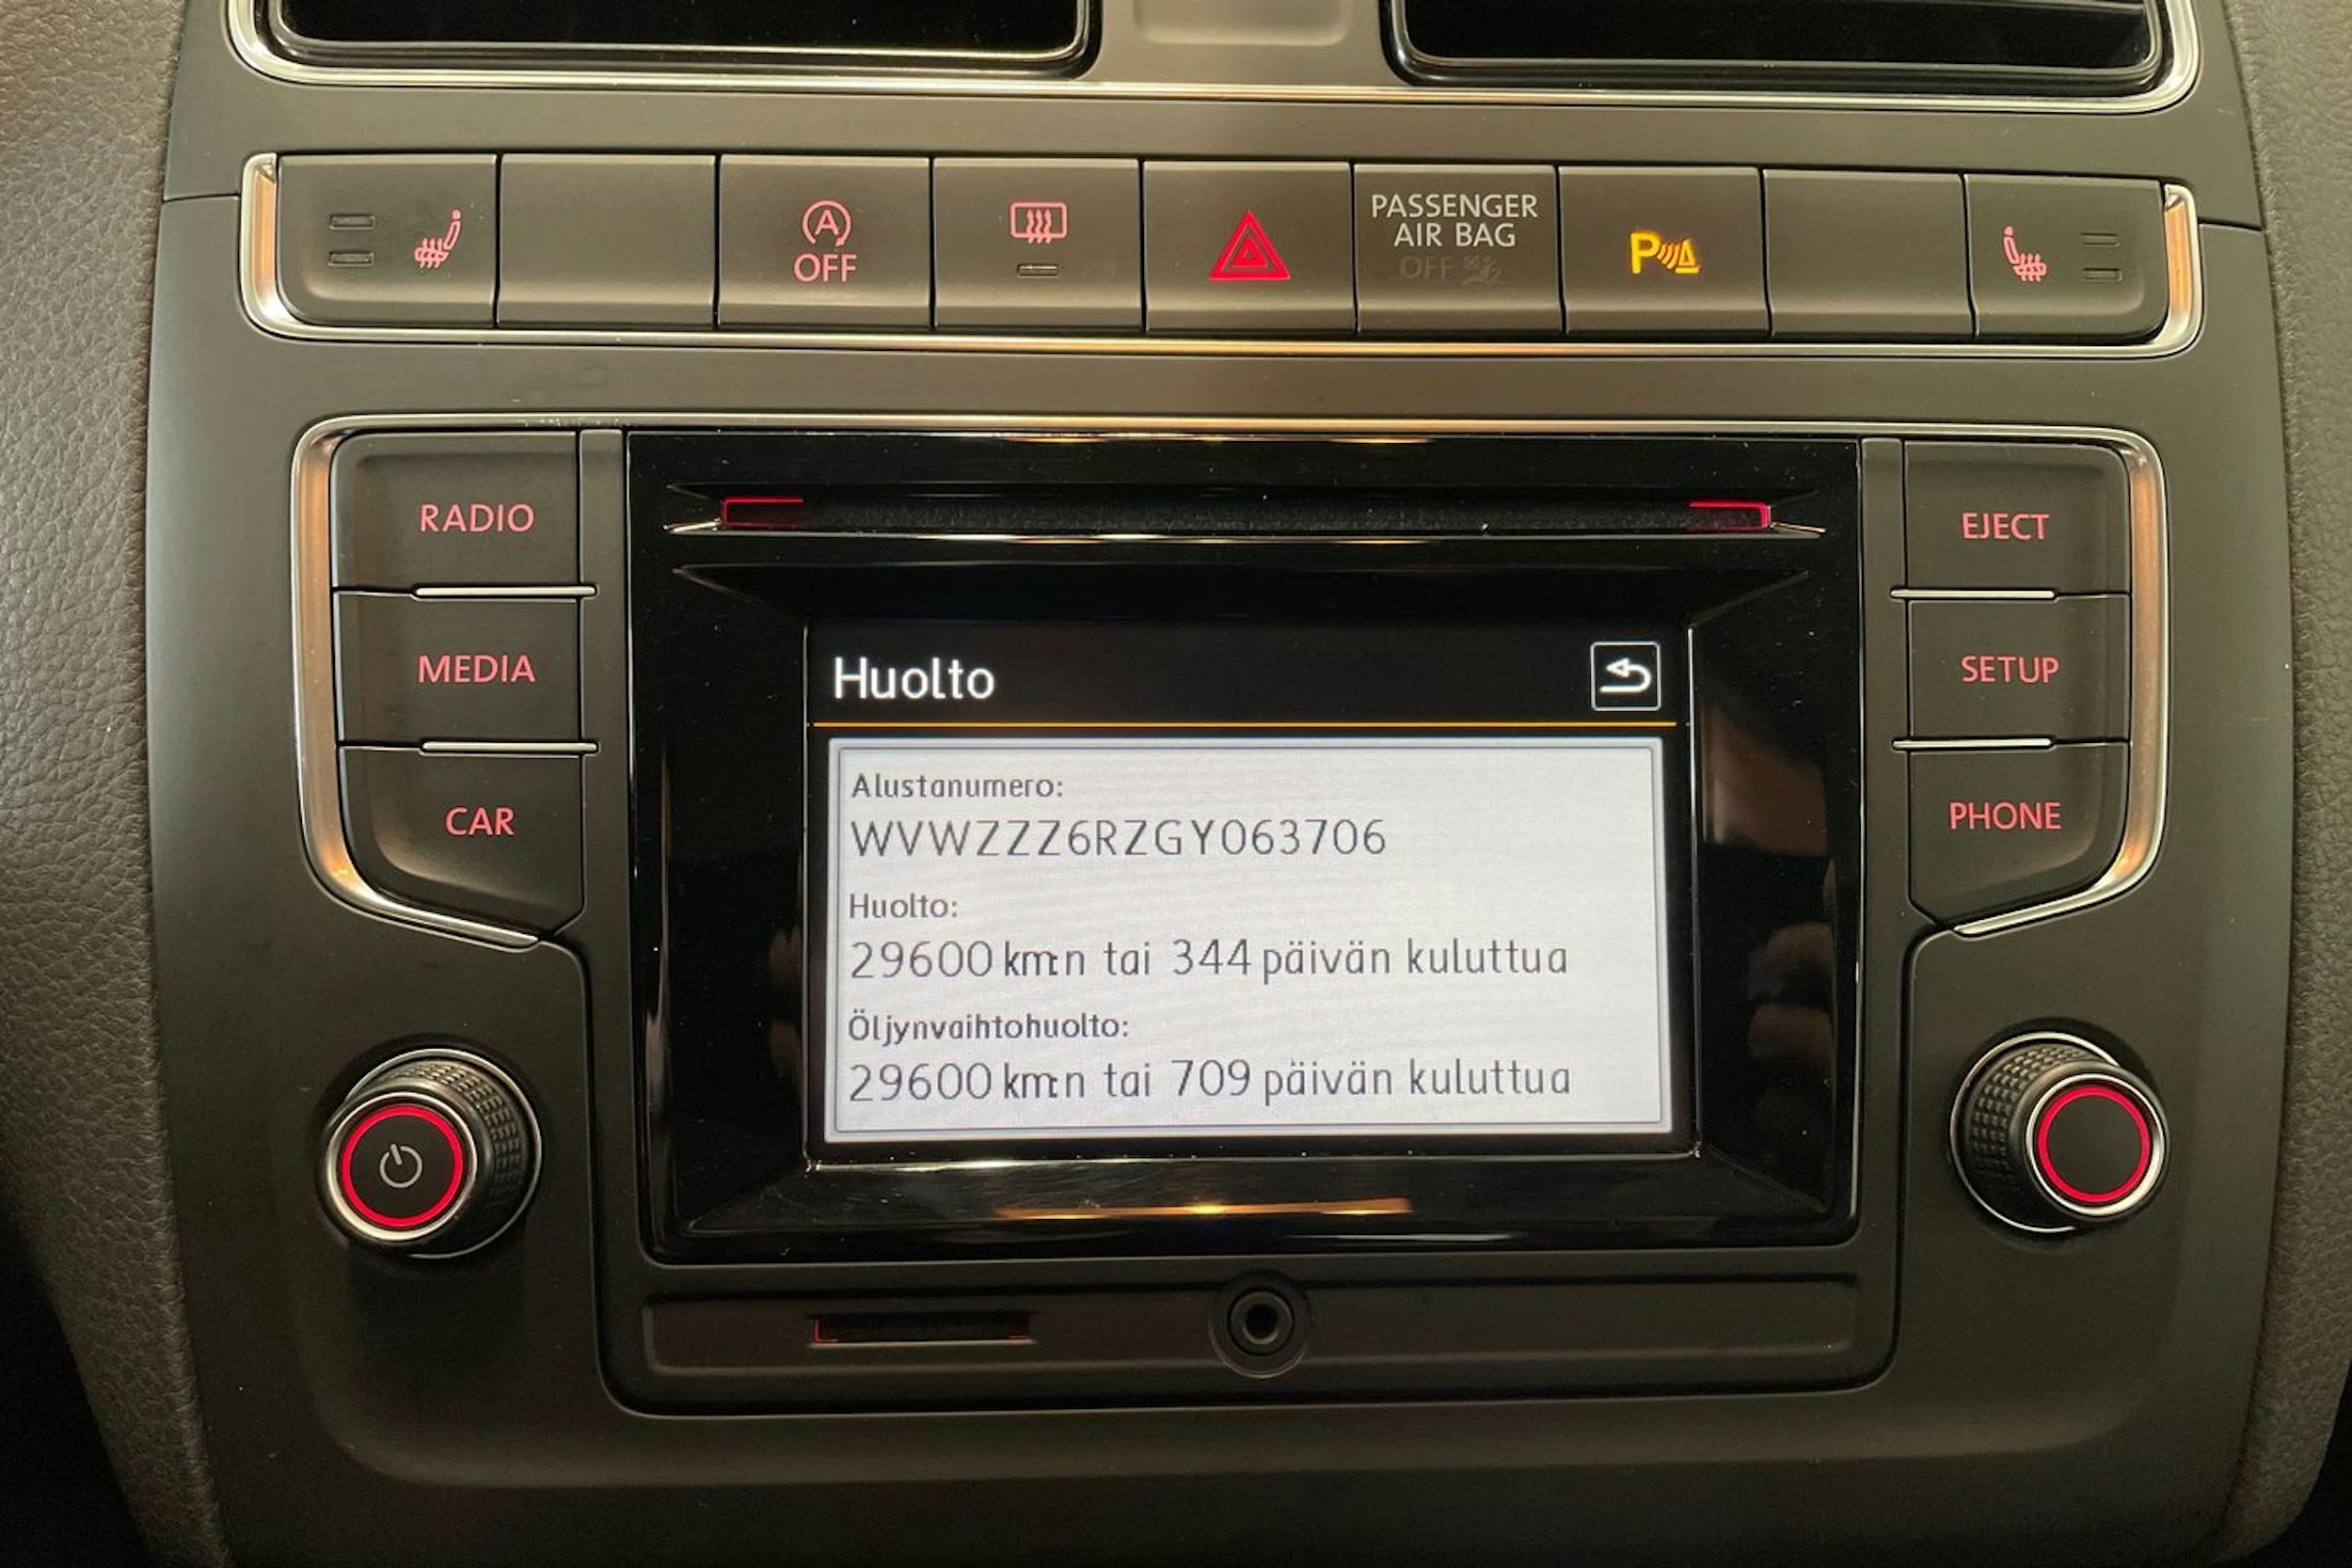 OFF
PASSENGER
AIR BAG
OFF
P
RADIO
MEDIA
CAR
EJECT
SETUP
PHONE
Huolto
Alustanumero:
WVWZZZ6RZGY063706
Huolto:
29600 km:n tai 344 päivän kuluttua
Öljynvaihtohuolto:
29600 km:n tai 709 päivän kuluttua